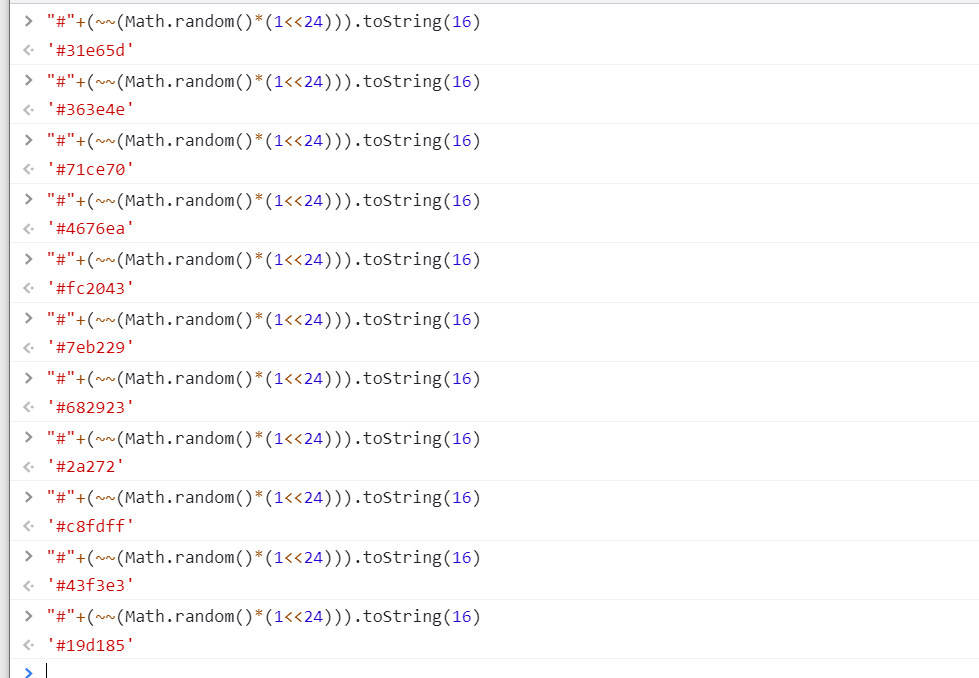 > "#"+(~~(Math.random()*(1<<24))).toString(16)
'#31e65d'
> "#"+(~~(Math.random()*(1<<24))).toString(16)
'#363e4e'
> "#"+(~~(Math.random()*(1<<24))).toString(16)
'#71ce70'
> "#"+(~~(Math.random()*(1<<24))).toString(16)
'#4676ea'
> "#"+(~~(Math.random()*(1<<24))).toString(16)
'#fc2043'
> "#"+(~~(Math.random()*(1<<24))).toString(16)
'#7eb229'
> "#"+(~~(Math.random()*(1<<24))).toString(16)
'#682923'
> "#"+(~~(Math.random()*(1<<24))).toString(16)
'#2a272'
> "#"+(~~(Math.random()*(1<<24))).toString(16)
'#c8fdff'
> "#"+(~~(Math.random()*(1<<24))).toString(16)
'#43f3e3'
> "#"+(~~(Math.random()*(1<<24))).toString(16)
'#19d185'
>